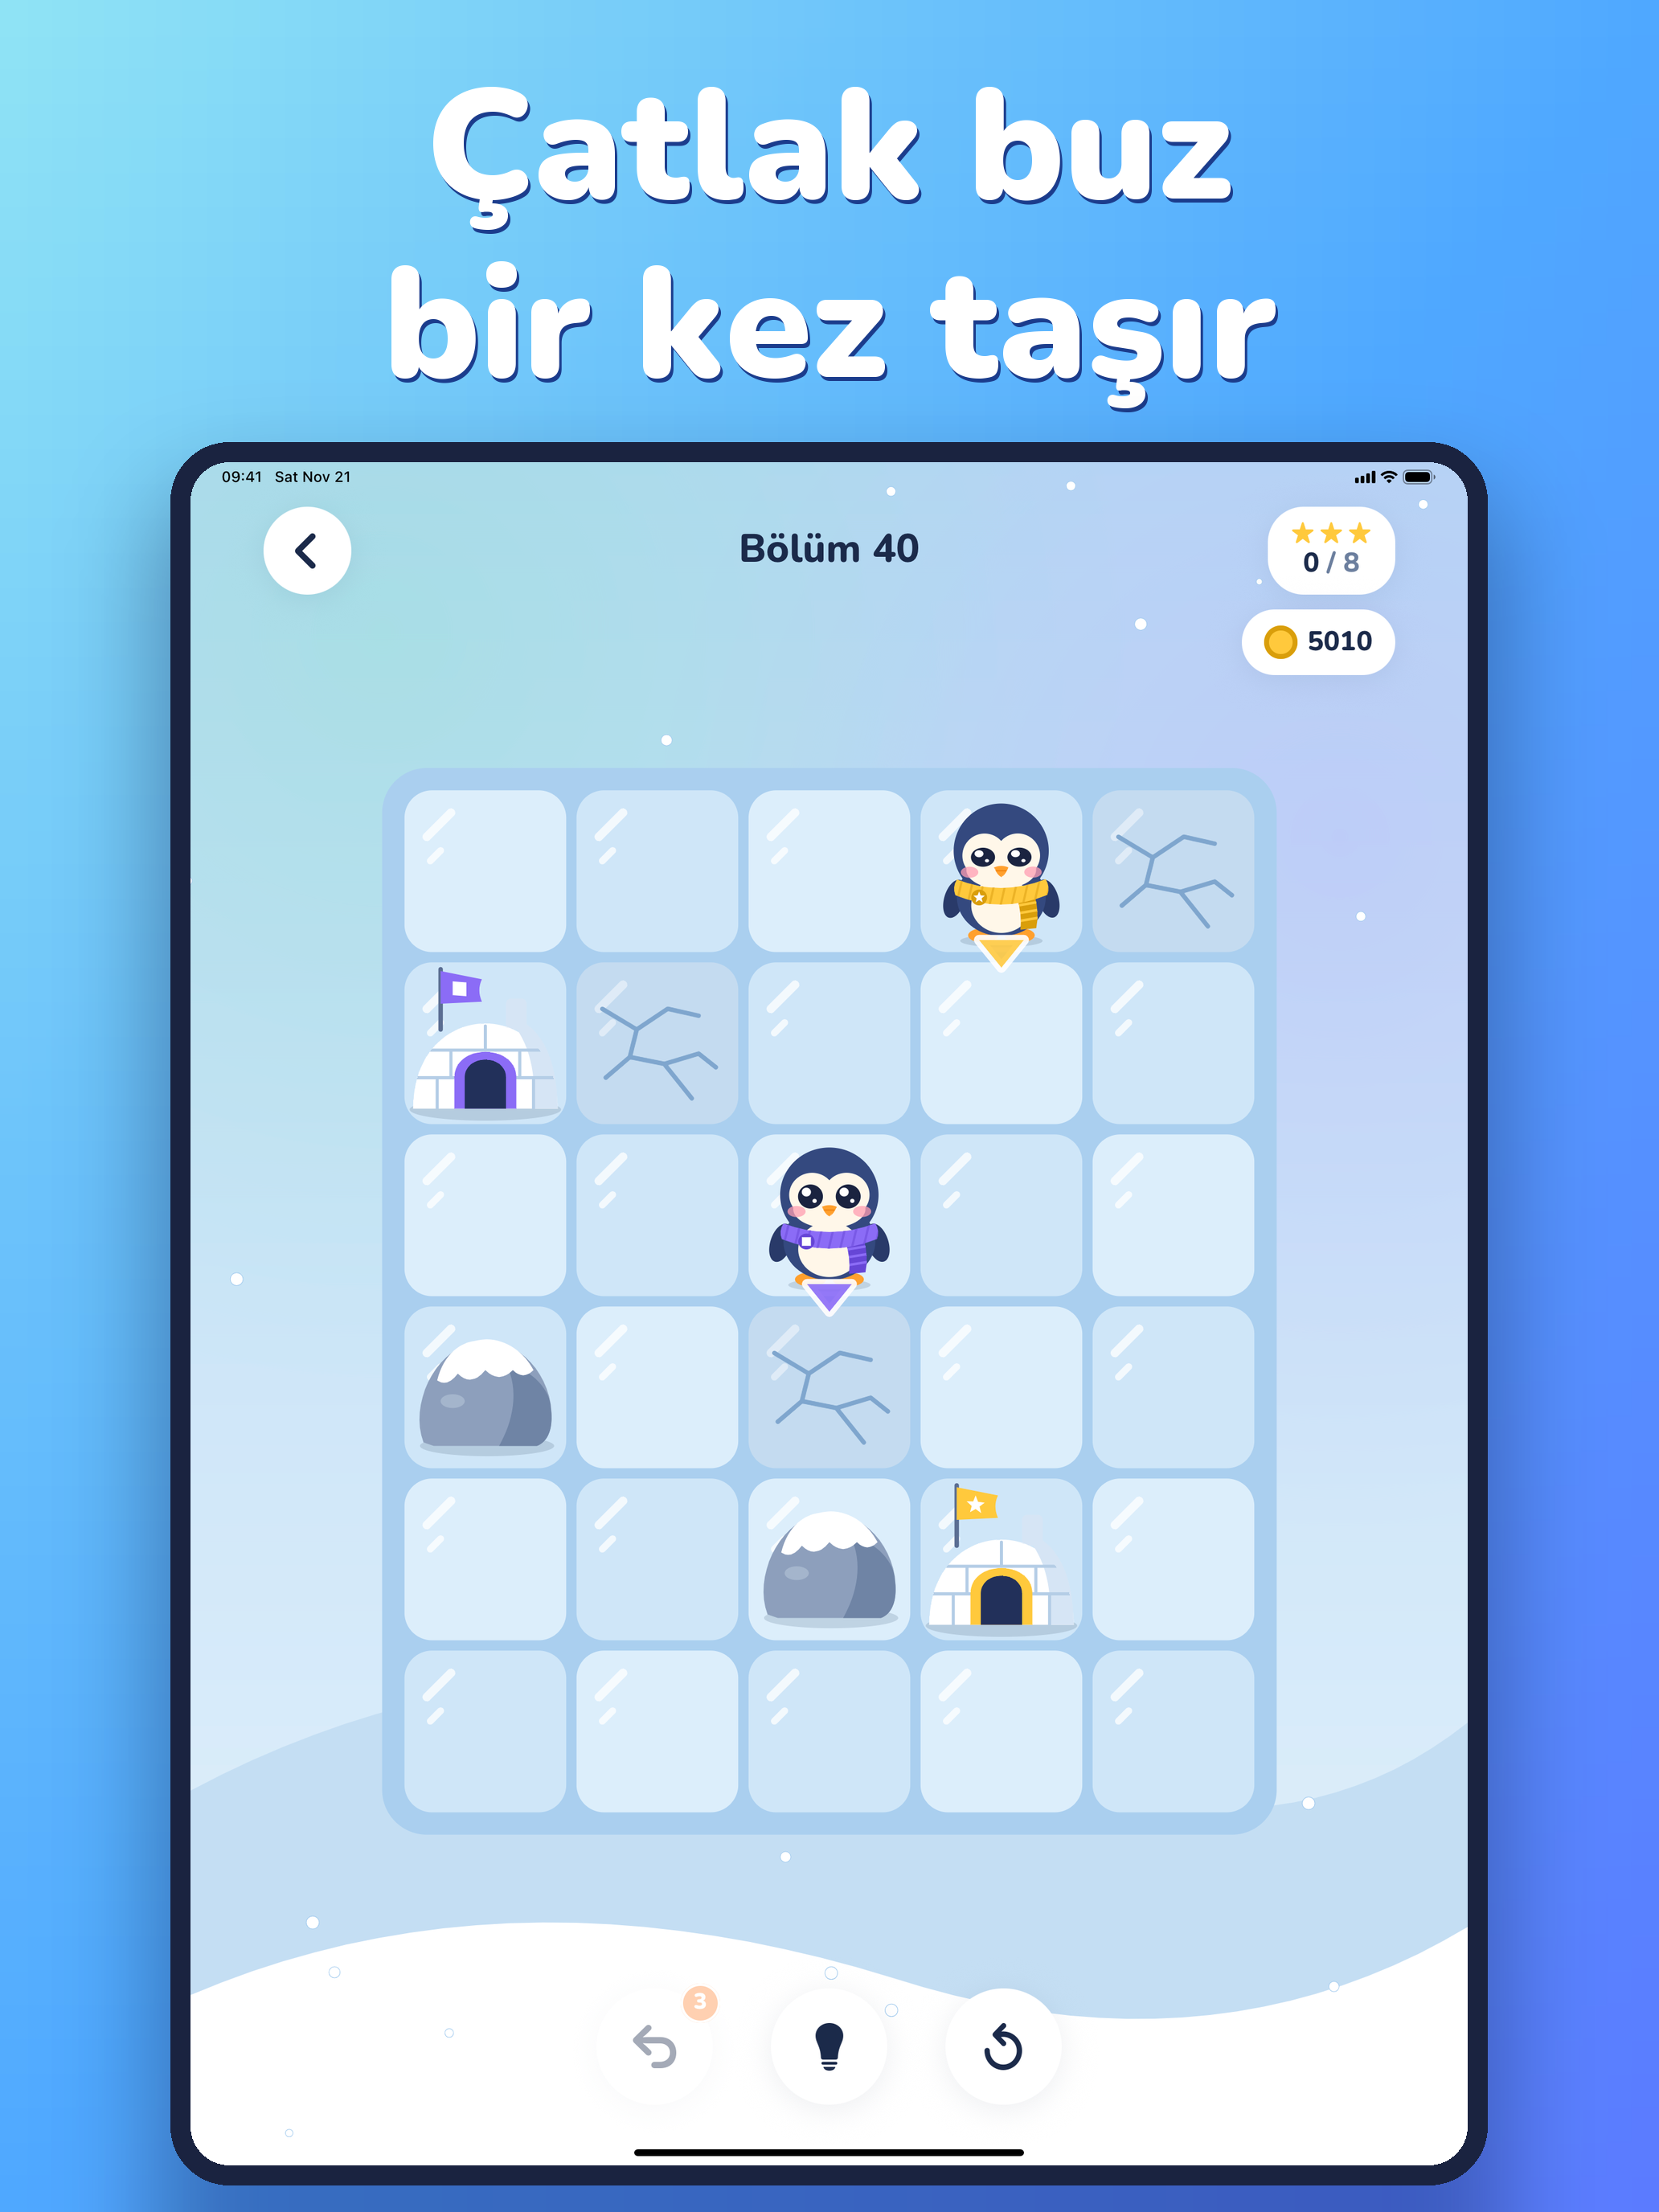 Çatlak buz
bir kez taşır
09:41 Sat Nov 21
Bölüm 40
0 / 8
5010
3